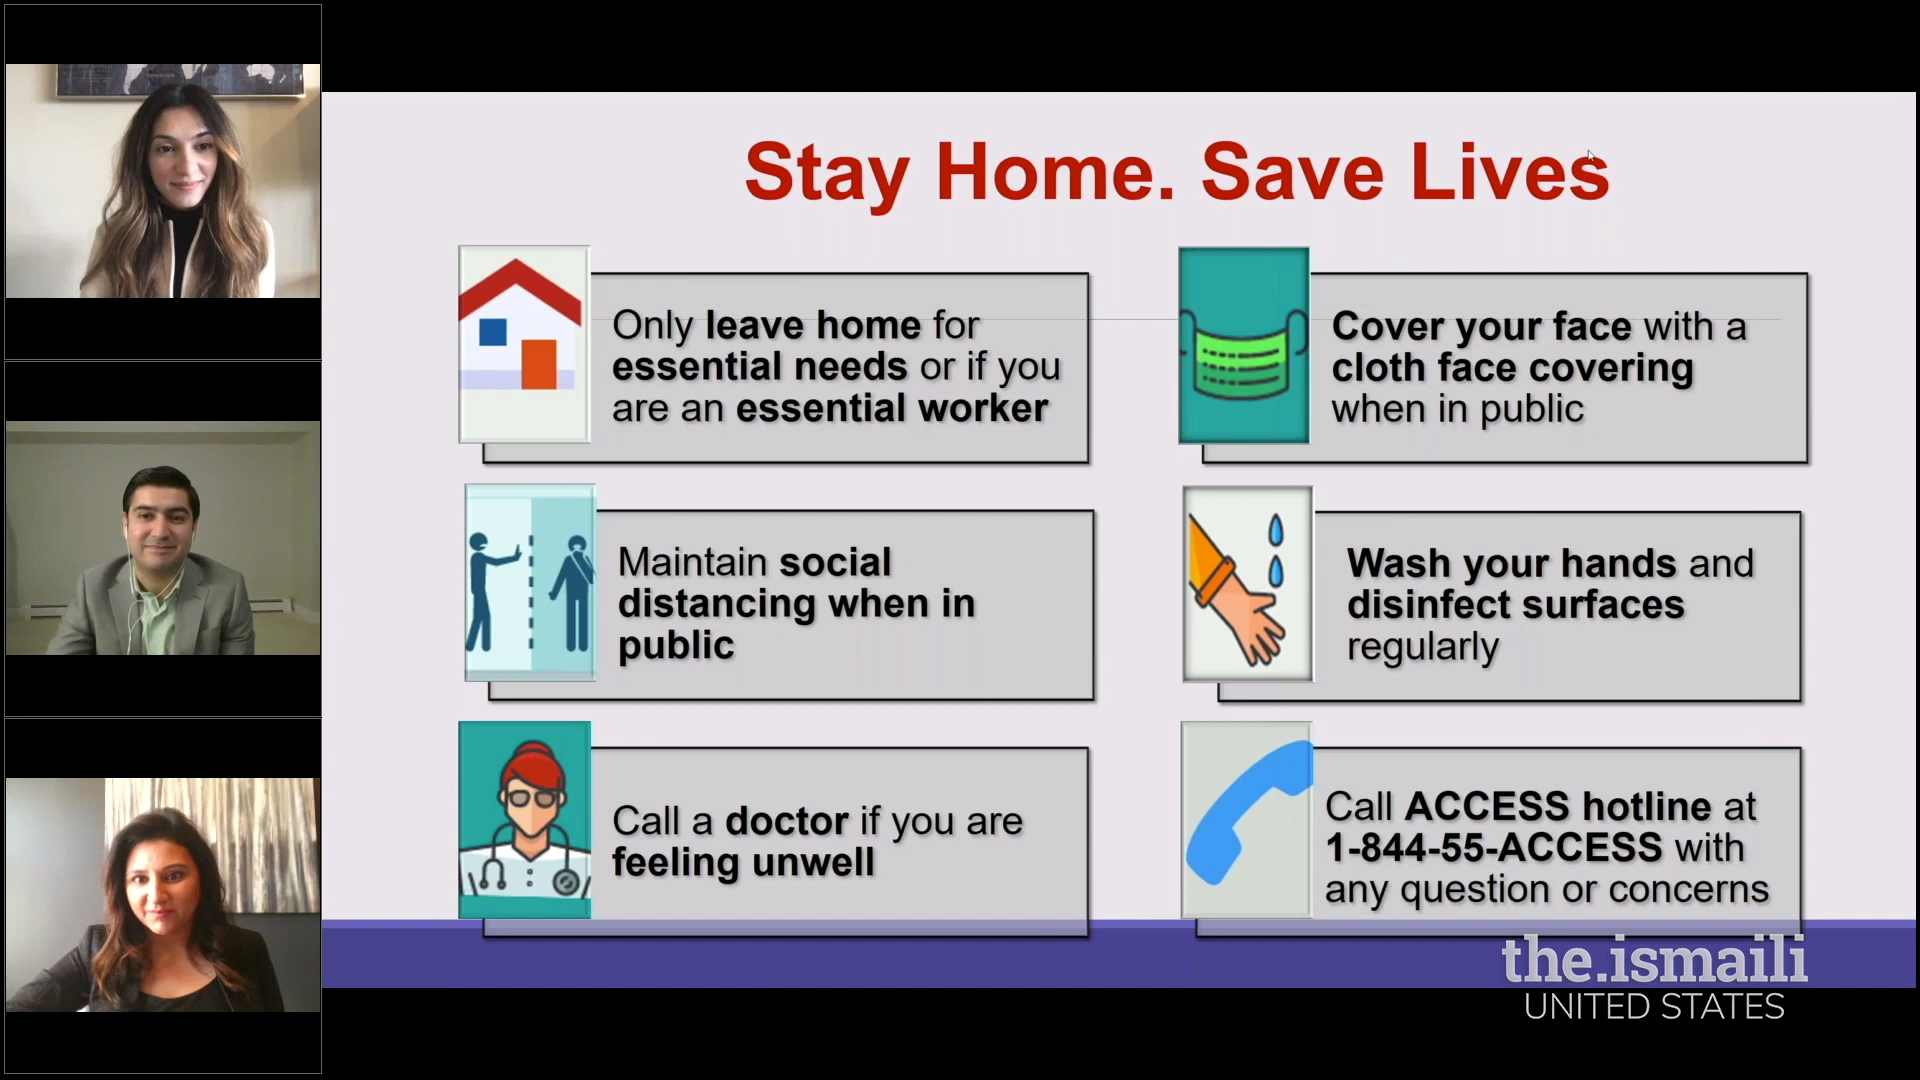 Stay Home. Save Lives
Only leave home for
essential needs or if you
are an essential worker
Cover your face with a
cloth face covering
when in public
Maintain social
distancing when in
public
Wash your hands and
disinfect surfaces
regularly
Call a doctor if you are
feeling unwell
Call ACCESS hotline at
1-844-55-ACCESS with
any question or concerns
the.ismaili
UNITED STATES